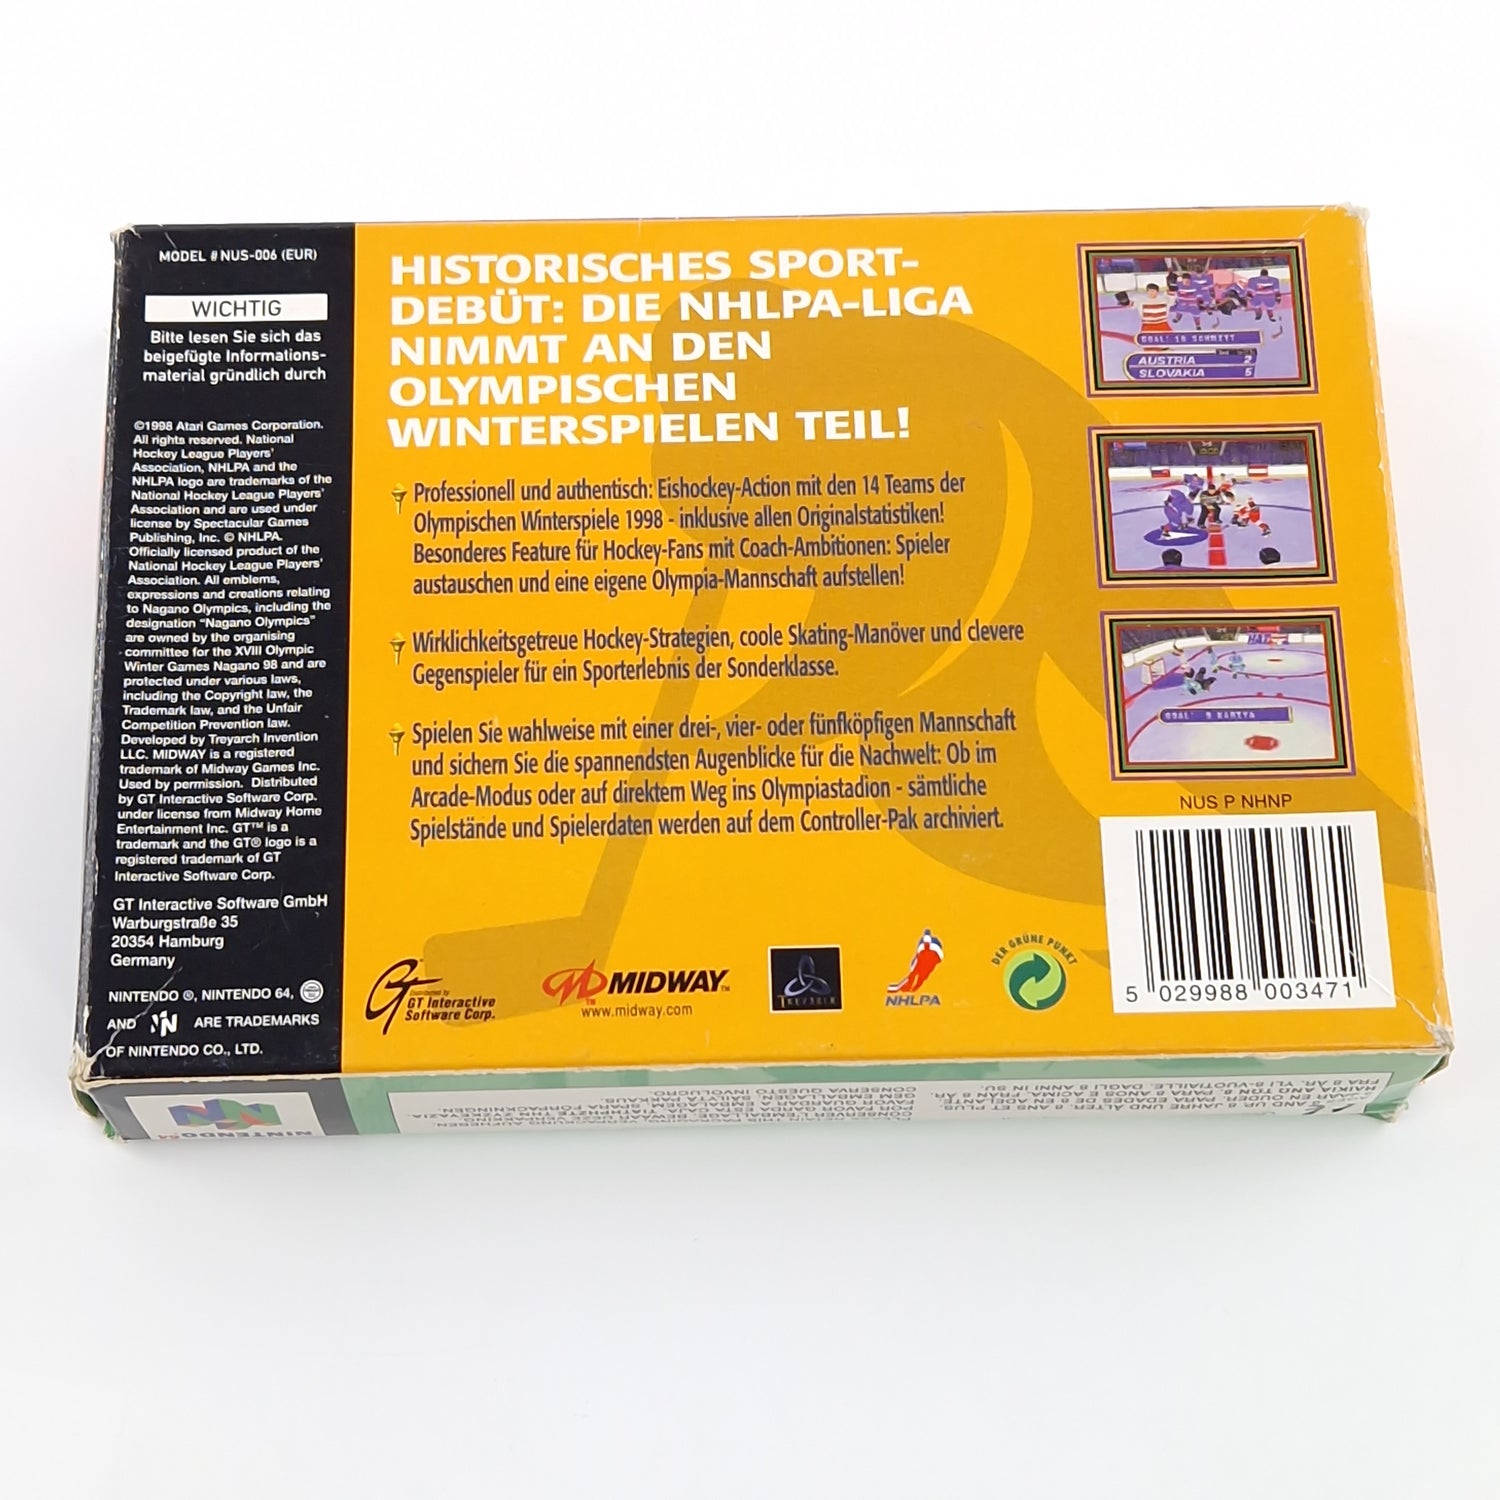 MODEL # NUS-006 (EUR)
WICHTIG
Bitte lesen Sie sich das
beigefügte Informations-
material gründlich durch
©1998 Atari Games Corporation.
All rights reserved. National
Hockey League Players'
Association, NHLPA and the
NHLPA logo are trademarks of the
National Hockey League Players'
Association and are used under
license by Spectacular Games
Publishing, Inc. © NHLPA.
Officially licensed product of the
National Hockey League Players'
Association. All emblems,
expressions and creations relating
to Nagano Olympics, including the
designation "Nagano Olympics"
are owned by the organising
committee for the XVIII Olympic
Winter Games Nagano 98 and are
protected under various laws,
including the Copyright law, the
Trademark law, and the Unfair
Competition Prevention law.
Developed by Treyarch Invention
LLC. MIDWAY is a registered
trademark of Midway Games Inc.
Used by permission. Distributed
by GT Interactive Software Corp.
under license from Midway Home
Entertainment Inc. GT™ is a
trademark and the GT® logo is a
registered trademark of GT
Interactive Software Corp.
GT Interactive Software GmbH
Warburgstraße 35
20354 Hamburg
Germany
NINTENDO ®, NINTENDO 64,
AND N ARE TRADEMARKS
OF NINTENDO CO., LTD.
HISTORISCHES SPORT-
DEBÜT: DIE NHLPA-LIGA
NIMMT AN DEN
OLYMPISCHEN
WINTERSPIELEN TEIL!
Professionell und authentisch: Eishockey-Action mit den 14 Teams der
Olympischen Winterspiele 1998 - inklusive allen Originalstatistiken!
Besonderes Feature für Hockey-Fans mit Coach-Ambitionen: Spieler
austauschen und eine eigene Olympia-Mannschaft aufstellen!
Wirklichkeitsgetreue Hockey-Strategien, coole Skating-Manöver und clevere
Gegenspieler für ein Sporterlebnis der Sonderklasse.
Spielen Sie wahlweise mit einer drei-, vier- oder fünfköpfigen Mannschaft
und sichern Sie die spannendsten Augenblicke für die Nachwelt: Ob im
Arcade-Modus oder auf direktem Weg ins Olympiastadion - sämtliche
Spielstände und Spielerdaten werden auf dem Controller-Pak archiviert.
GT
Distributed by
GT Interactive
Software Corp.
MIDWAY™
www.midway.com
TREYARCH
NHLPA
DER GRÜNE PUNKT
GOAL: 16 SCHMITT
AUSTRIA 2
SLOVAKIA 5
GOAL: 9 KARIYA
NUS P NHNP
5 029988 003471
NINTENDO 64